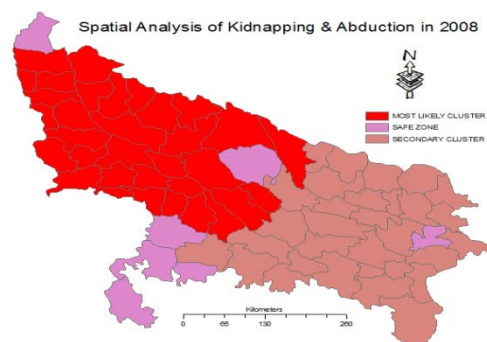 Spatial Analysis of Kidnapping & Abduction in 2008
N
MOST LIKELY CLUSTER
SAFE ZONE
SECONDARY CLUSTER
Kilometers
0 65 130 260